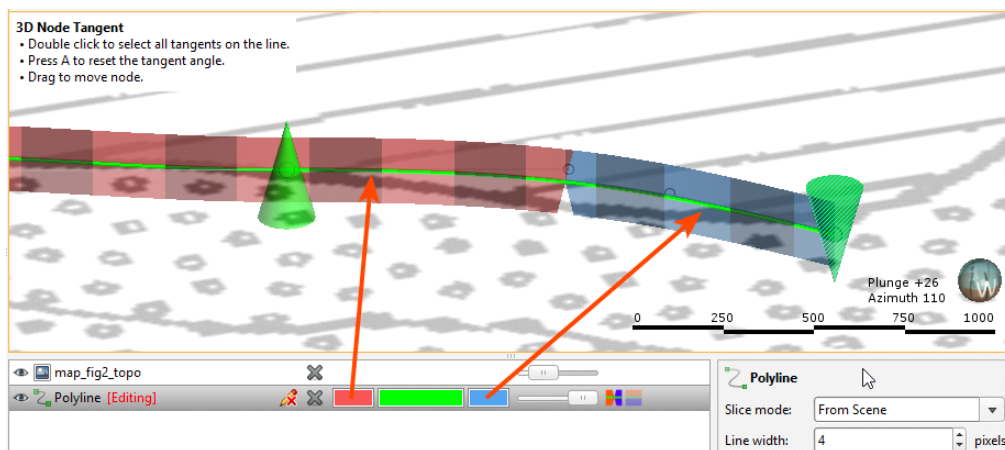 3D Node Tangent
• Double click to select all tangents on the line.
• Press A to reset the tangent angle.
• Drag to move node.
Plunge +26
Azimuth 110
W
0 250 500 750 1000
map_fig2_topo
Polyline [Editing]
Polyline
Slice mode: From Scene
Line width: 4 pixels